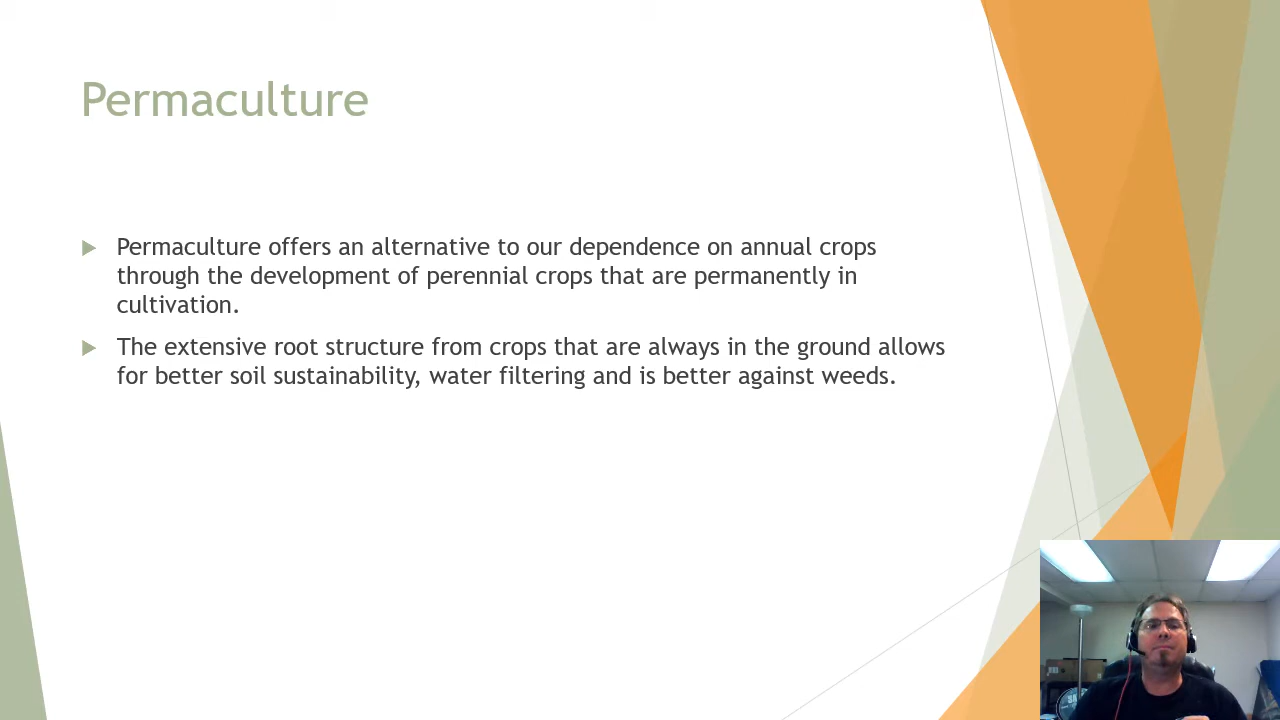 Permaculture
Permaculture offers an alternative to our dependence on annual crops
through the development of perennial crops that are permanently in
cultivation.
The extensive root structure from crops that are always in the ground allows
for better soil sustainability, water filtering and is better against weeds.